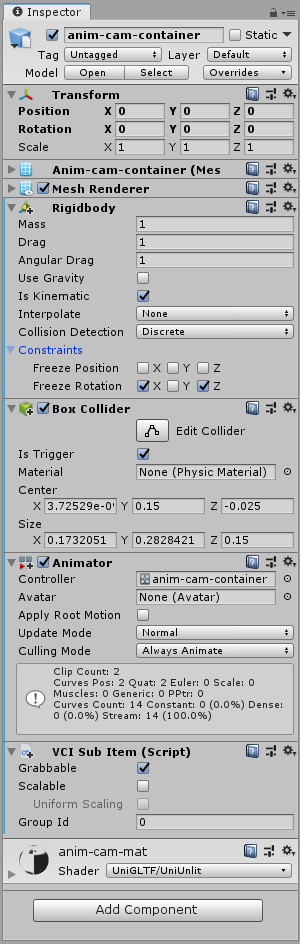 Inspector
anim-cam-container Static
Tag Untagged Layer Default
Model Open Select Overrides
Transform
Position X 0 Y 0 Z 0
Rotation X 0 Y 0 Z 0
Scale X 1 Y 1 Z 1
Anim-cam-container (Mes
Mesh Renderer
Rigidbody
Mass 1
Drag 1
Angular Drag 1
Use Gravity
Is Kinematic
Interpolate None
Collision Detection Discrete
Constraints
Freeze Position X Y Z
Freeze Rotation X Y Z
Box Collider
Edit Collider
Is Trigger
Material None (Physic Material)
Center
X 3.72529e-0 Y 0.15 Z -0.025
Size
X 0.1732051 Y 0.2828421 Z 0.15
Animator
Controller anim-cam-container
Avatar None (Avatar)
Apply Root Motion
Update Mode Normal
Culling Mode Always Animate
Clip Count: 2
Curves Pos: 2 Quat: 2 Euler: 0 Scale: 0
Muscles: 0 Generic: 0 PPtr: 0
Curves Count: 14 Constant: 0 (0.0%) Dense:
0 (0.0%) Stream: 14 (100.0%)
VCI Sub Item (Script)
Grabbable
Scalable
Uniform Scaling
Group Id 0
anim-cam-mat
Shader UniGLTF/UniUnlit
Add Component